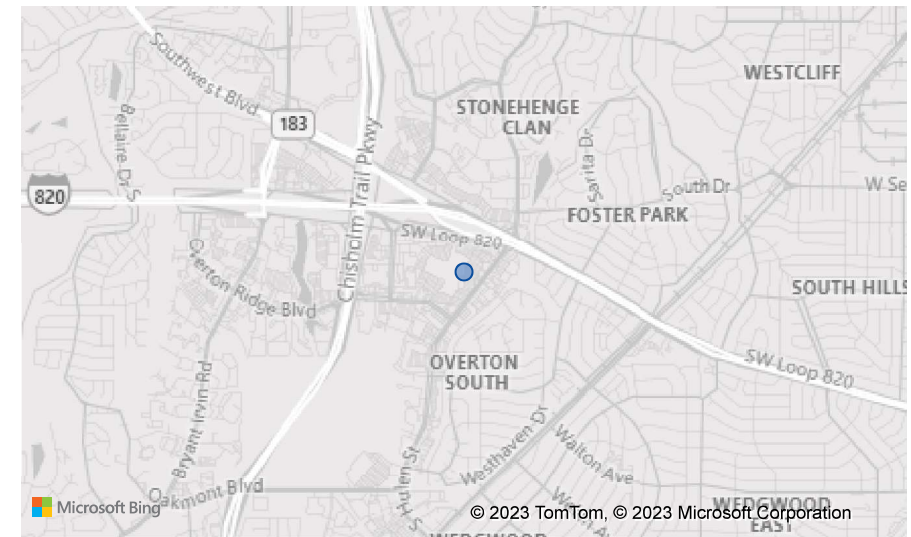 Southwest Blvd
183
Bellaire Dr S
820
Chisholm Trail Pkwy
STONEHENGE
CLAN
WESTCLIFF
Sarita Dr
South Dr
W Se
FOSTER PARK
SW Loop 820
Overton Ridge Blvd
SOUTH HILLS
OVERTON
SOUTH
SW Loop 820
Bryant Irvin Rd
S Hulen St
Westhaven Dr
Walton Ave
Oakmont Blvd
Microsoft Bing
WEDGWOOD
EAST
© 2023 TomTom, © 2023 Microsoft Corporation
WEDGWOOD